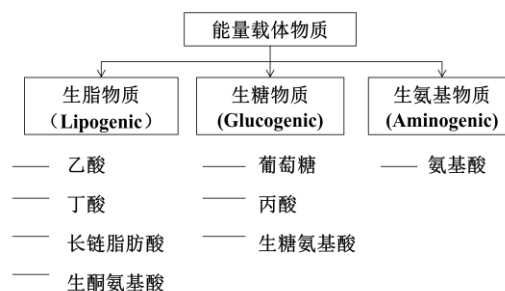 能量载体物质
生脂物质
（Lipogenic）
生糖物质
(Glucogenic)
生氨基物质
(Aminogenic)
乙酸
丁酸
长链脂肪酸
生酮氨基酸
葡萄糖
丙酸
生糖氨基酸
氨基酸